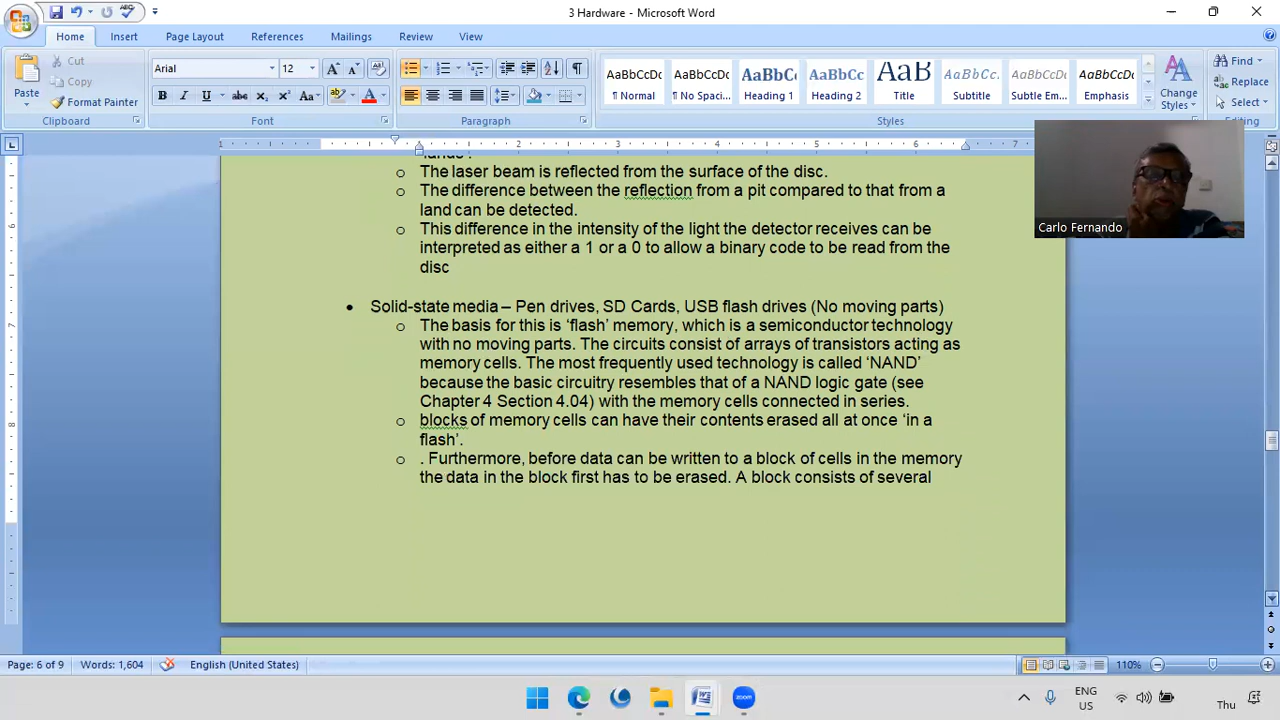 3 Hardware - Microsoft Word
Home Insert Page Layout References Mailings Review View
Paste
Cut
Copy
Format Painter
Clipboard
Arial 12
Font
Paragraph
AaBbCcDc AaBbCcDc AaBbCc AaBbCc AaB AaBbCc. AaBbCcDc AaBbCcDc
¶ Normal ¶ No Spaci... Heading 1 Heading 2 Title Subtitle Subtle Em... Emphasis
Change Styles
Styles
Find
Replace
Select
Editing
1 1 2 3 4 5 6 7
lands'.
o The laser beam is reflected from the surface of the disc.
o The difference between the reflection from a pit compared to that from a
land can be detected.
o This difference in the intensity of the light the detector receives can be
interpreted as either a 1 or a 0 to allow a binary code to be read from the
disc
• Solid-state media – Pen drives, SD Cards, USB flash drives (No moving parts)
o The basis for this is ‘flash’ memory, which is a semiconductor technology
with no moving parts. The circuits consist of arrays of transistors acting as
memory cells. The most frequently used technology is called ‘NAND’
because the basic circuitry resembles that of a NAND logic gate (see
Chapter 4 Section 4.04) with the memory cells connected in series.
o blocks of memory cells can have their contents erased all at once ‘in a
flash’.
o . Furthermore, before data can be written to a block of cells in the memory
the data in the block first has to be erased. A block consists of several
Carlo Fernando
Page: 6 of 9 Words: 1,604 English (United States) 110%
zoom
ENG
US
Thu